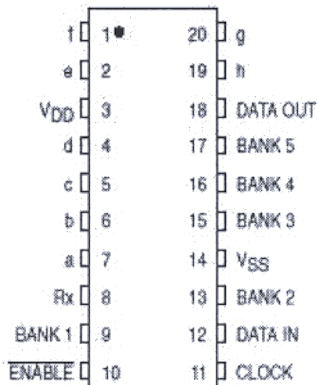 f 1 20 g
e 2 19 h
VDD 3 18 DATA OUT
d 4 17 BANK 5
c 5 16 BANK 4
b 6 15 BANK 3
a 7 14 VSS
Rx 8 13 BANK 2
BANK 1 9 12 DATA IN
ENABLE 10 11 CLOCK